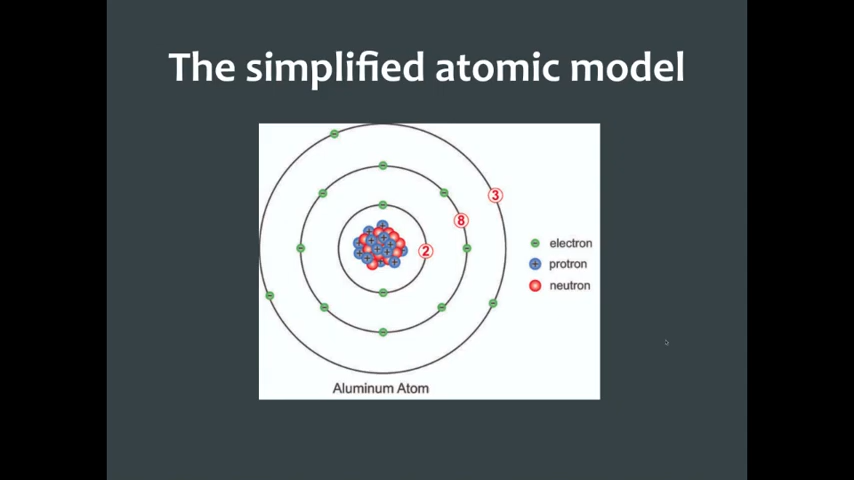 The simplified atomic model
3
8
2
electron
protron
neutron
Aluminum Atom